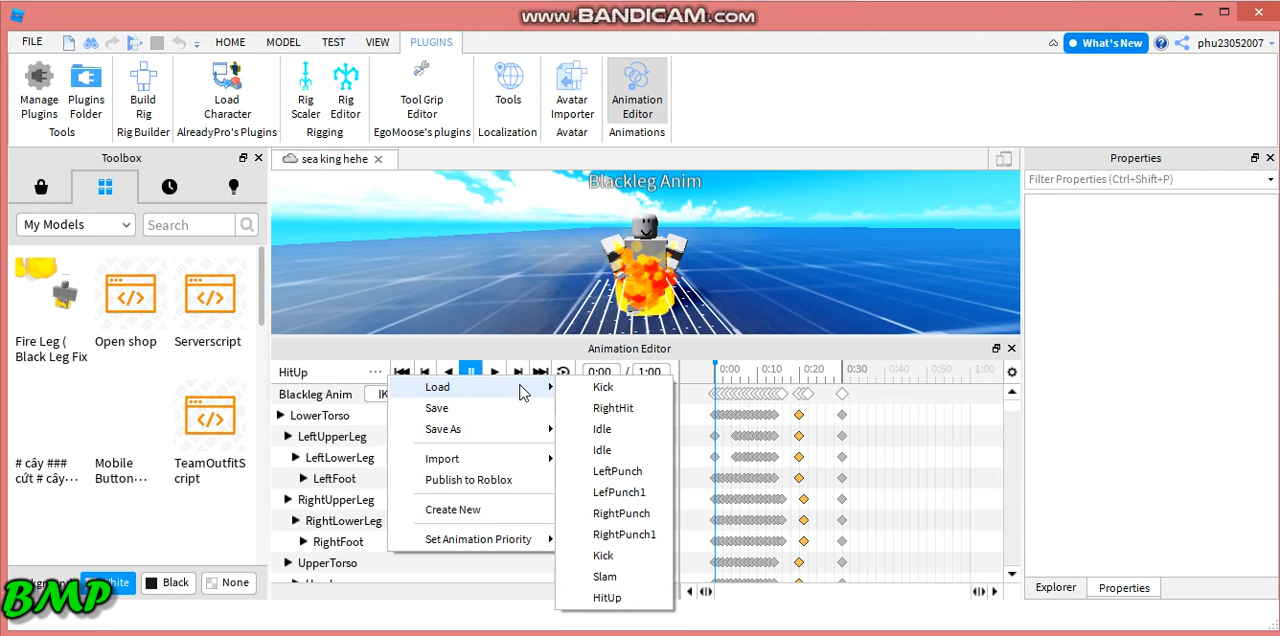 www.BANDICAM.com
FILE
HOME
MODEL
TEST
VIEW
PLUGINS
What's New
phu23052007
Manage
Plugins
Plugins
Folder
Tools
Build
Rig
Rig Builder
Load
Character
AlreadyPro's Plugins
Rig
Scaler
Rig
Editor
Rigging
Tool Grip
Editor
EgoMoose's plugins
Tools
Localization
Avatar
Importer
Avatar
Animation
Editor
Animations
Toolbox
My Models
Search
Fire Leg (
Black Leg Fix
Open shop
Serverscript
# cây ###
cứt # cây···
Mobile
Button···
TeamOutfitS
cript
White
Black
None
BMP
sea king hehe
Blackleg Anim
Animation Editor
HitUp
···
0:00 / 1:00
0:00
0:10
0:20
0:30
1:00
Blackleg Anim
IK
LowerTorso
LeftUpperLeg
LeftLowerLeg
LeftFoot
RightUpperLeg
RightLowerLeg
RightFoot
UpperTorso
Load
Save
Save As
Import
Publish to Roblox
Create New
Set Animation Priority
Kick
RightHit
Idle
Idle
LeftPunch
LefPunch1
RightPunch
RightPunch1
Kick
Slam
HitUp
Properties
Filter Properties (Ctrl+Shift+P)
Explorer
Properties